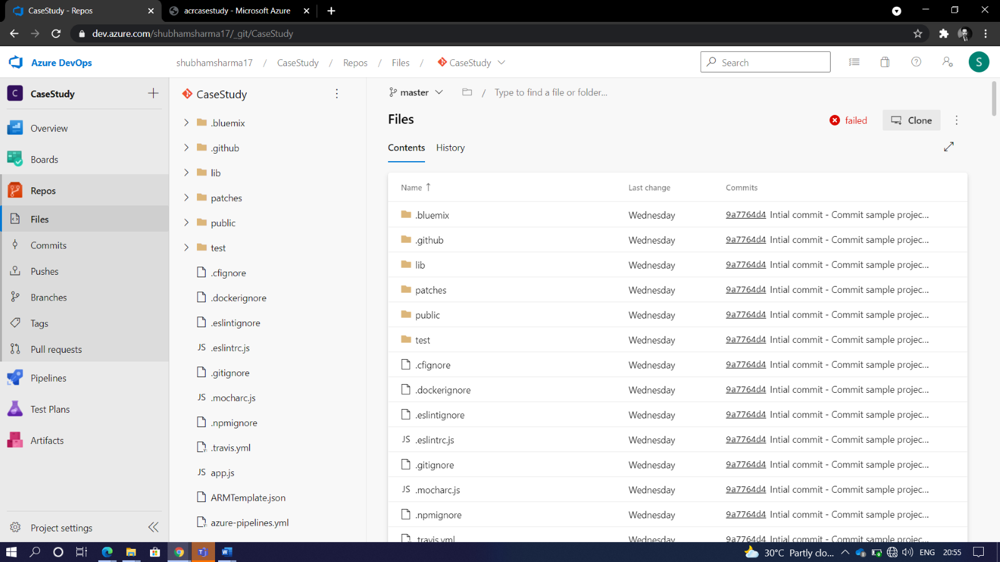 CaseStudy - Repos
acrcasestudy - Microsoft Azure
dev.azure.com/shubhamsharma17/_git/CaseStudy
Azure DevOps
shubhamsharma17 / CaseStudy / Repos / Files / CaseStudy
Search
S
C CaseStudy
Overview
Boards
Repos
Files
Commits
Pushes
Branches
Tags
Pull requests
Pipelines
Test Plans
Artifacts
Project settings
CaseStudy
.bluemix
.github
lib
patches
public
test
.cfignore
.dockerignore
.eslintignore
JS .eslintrc.js
.gitignore
JS .mocharc.js
.npmignore
.travis.yml
JS app.js
ARMTemplate.json
azure-pipelines.yml
master / Type to find a file or folder...
Files
failed
Clone
Contents History
Name Last change Commits
.bluemix Wednesday 9a7764d4 Intial commit - Commit sample projec...
.github Wednesday 9a7764d4 Intial commit - Commit sample projec...
lib Wednesday 9a7764d4 Intial commit - Commit sample projec...
patches Wednesday 9a7764d4 Intial commit - Commit sample projec...
public Wednesday 9a7764d4 Intial commit - Commit sample projec...
test Wednesday 9a7764d4 Intial commit - Commit sample projec...
.cfignore Wednesday 9a7764d4 Intial commit - Commit sample projec...
.dockerignore Wednesday 9a7764d4 Intial commit - Commit sample projec...
.eslintignore Wednesday 9a7764d4 Intial commit - Commit sample projec...
JS .eslintrc.js Wednesday 9a7764d4 Intial commit - Commit sample projec...
.gitignore Wednesday 9a7764d4 Intial commit - Commit sample projec...
JS .mocharc.js Wednesday 9a7764d4 Intial commit - Commit sample projec...
.npmignore Wednesday 9a7764d4 Intial commit - Commit sample projec...
.travis.yml Wednesday 9a7764d4 Intial commit - Commit sample projec...
30°C Partly clo... ENG 20:55